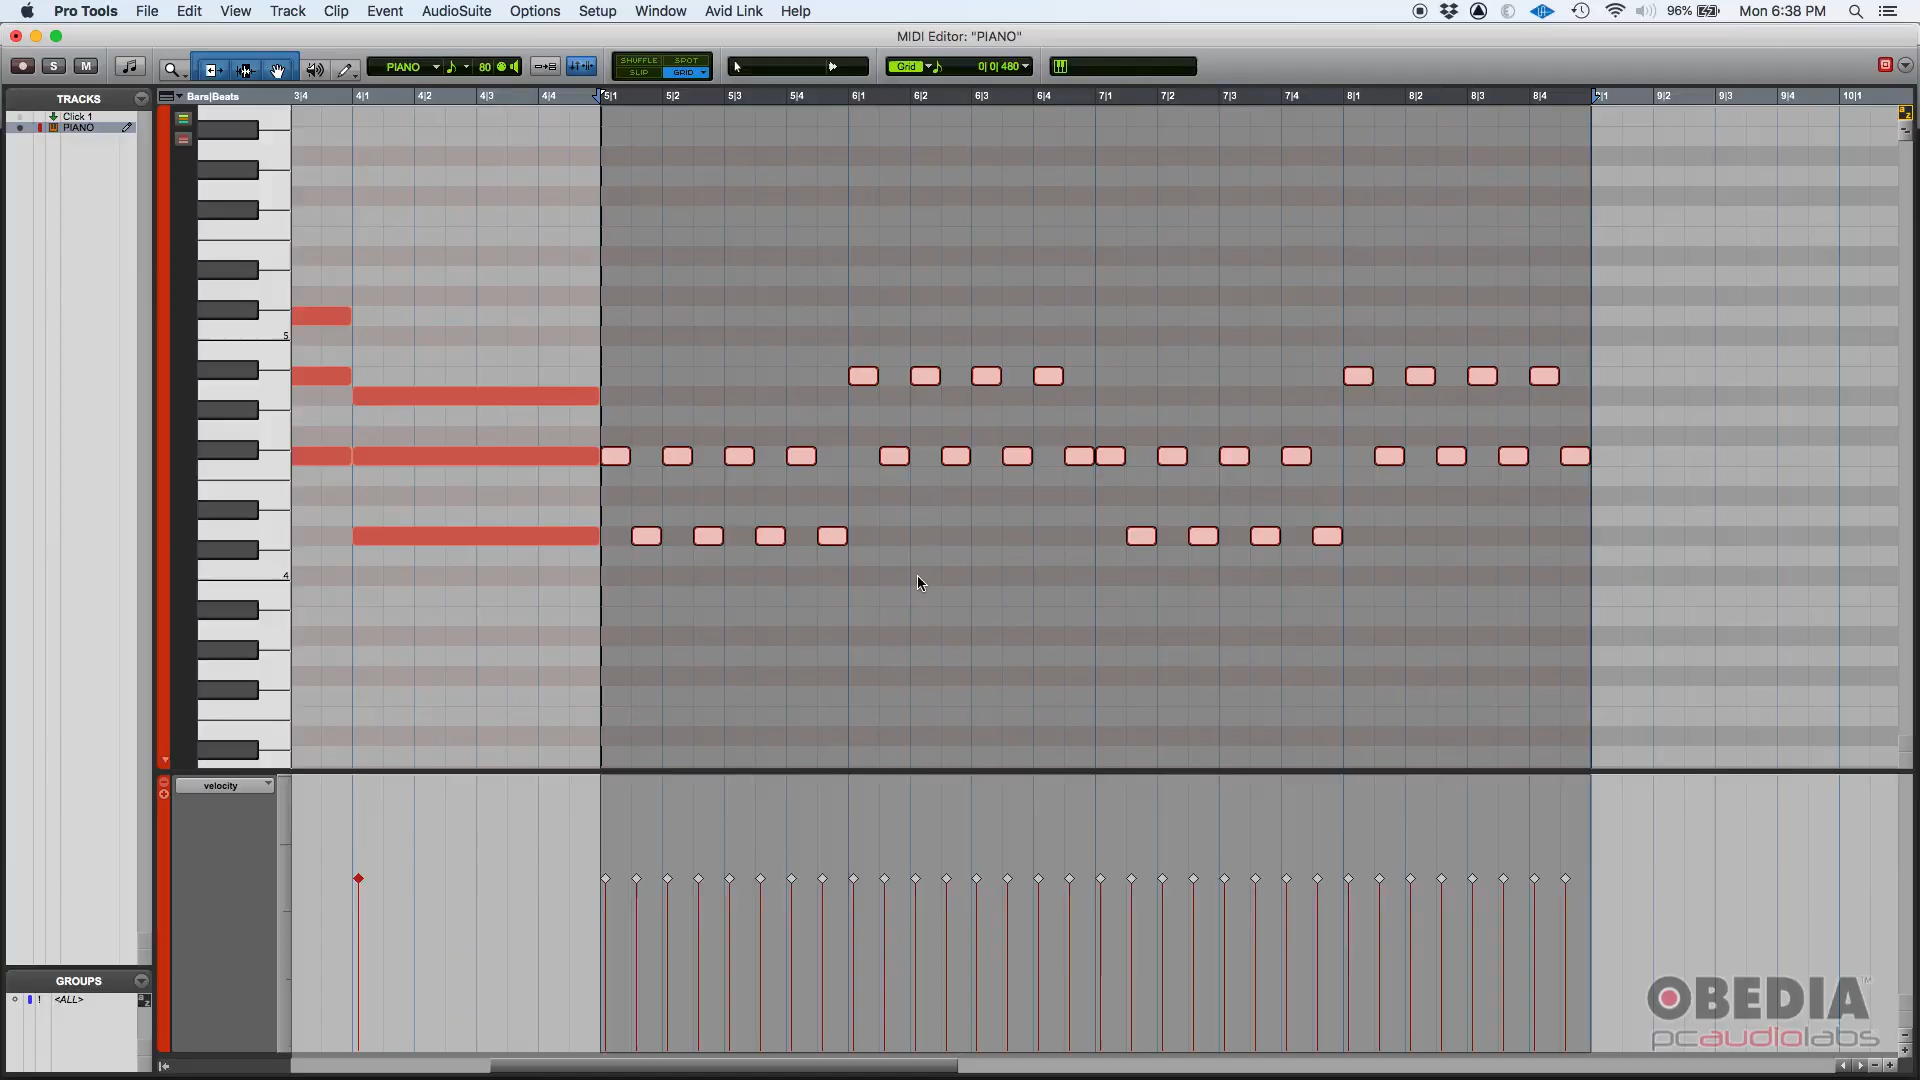 Pro Tools File Edit View Track Clip Event AudioSuite Options Setup Window Avid Link Help 96% Mon 6:38 PM
MIDI Editor: "PIANO"
S M PIANO 80 SHUFFLE SPOT SLIP GRID Grid 0| 0| 480
TRACKS
Bars|Beats 3|4 4|1 4|2 4|3 4|4 5|1 5|2 5|3 5|4 6|1 6|2 6|3 6|4 7|1 7|2 7|3 7|4 8|1 8|2 8|3 8|4 9|1 9|2 9|3 9|4 10|1
Click 1
PIANO
5
4
velocity
GROUPS
! <ALL>
a z
OBEDIA™
pcaudiolabs